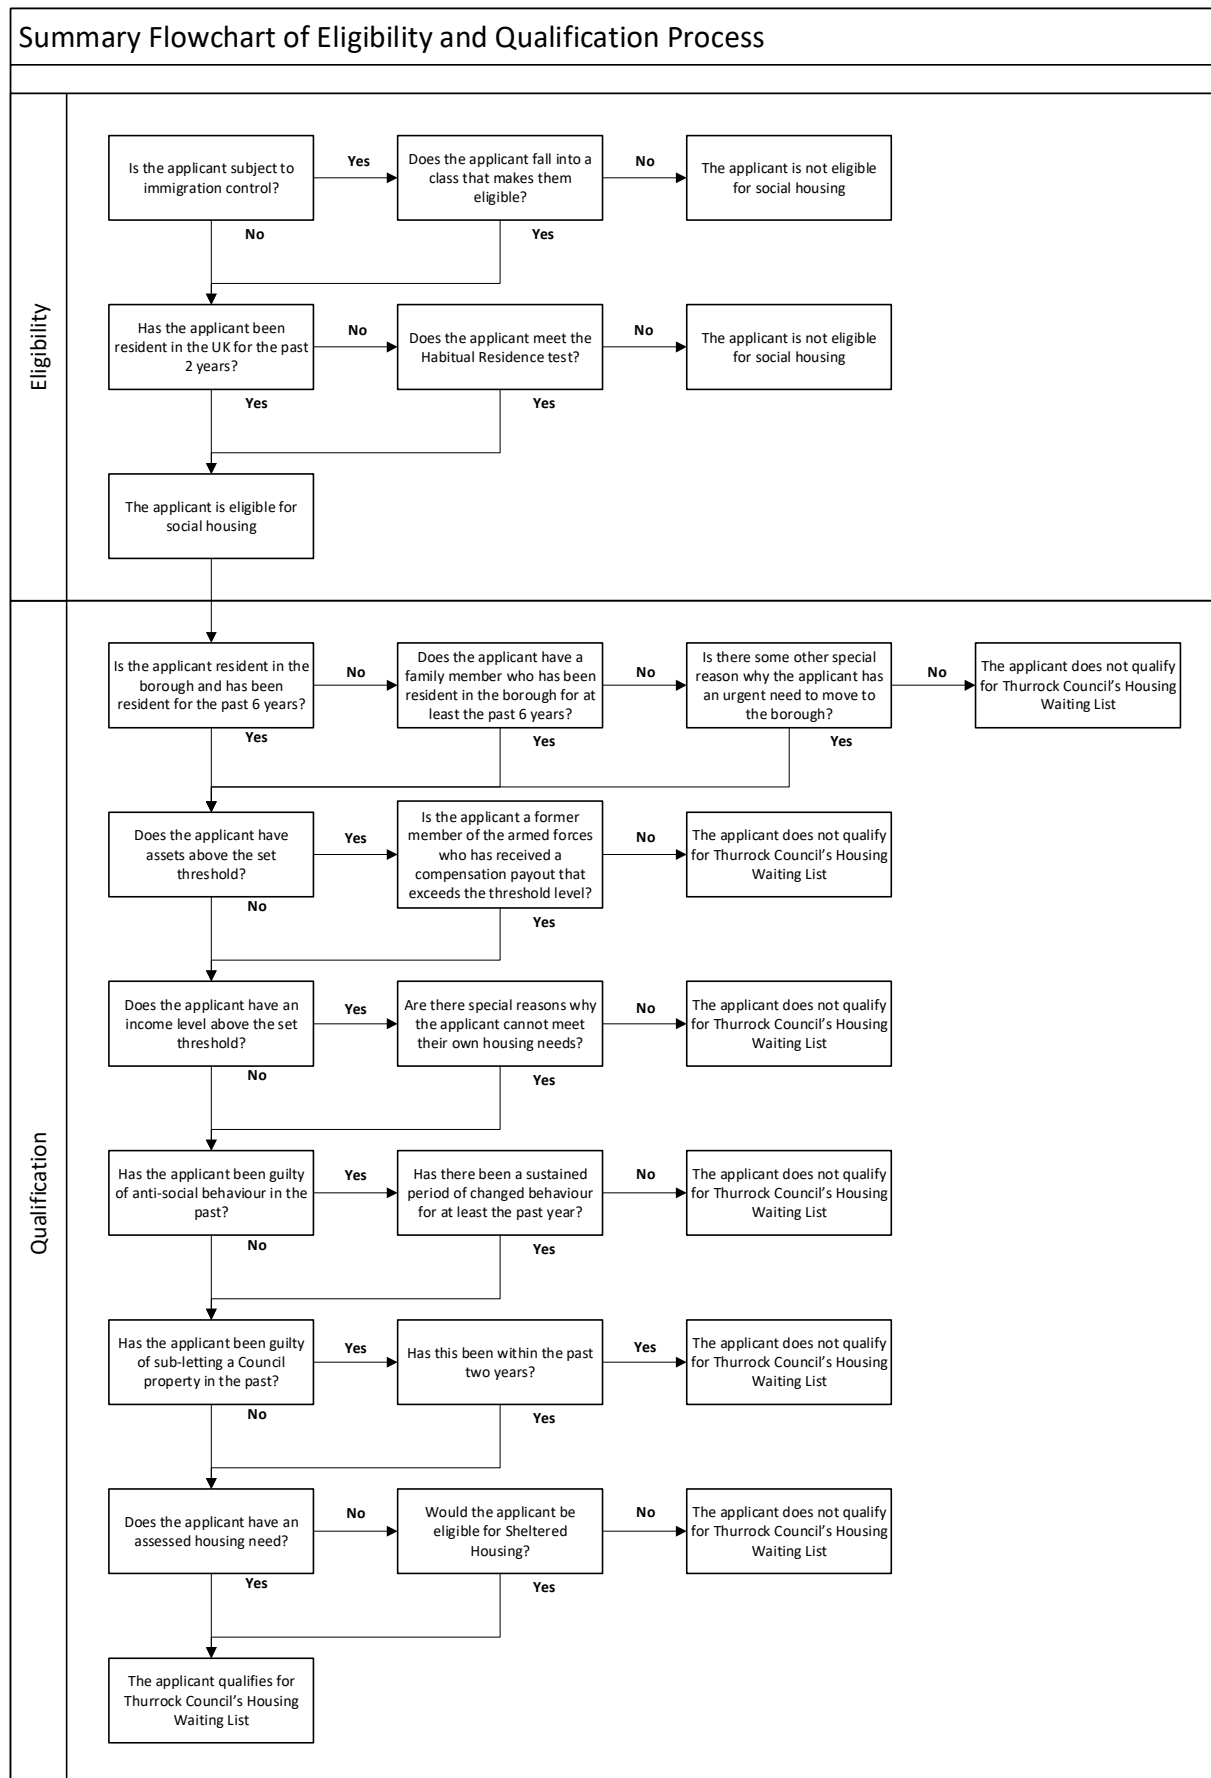 Summary Flowchart of Eligibility and Qualification Process
Eligibility
Is the applicant subject to
immigration control?
Yes
Does the applicant fall into a
class that makes them
eligible?
No
The applicant is not eligible
for social housing
No
Yes
Has the applicant been
resident in the UK for the past
2 years?
No
Does the applicant meet the
Habitual Residence test?
No
The applicant is not eligible
for social housing
Yes
Yes
The applicant is eligible for
social housing
Qualification
Is the applicant resident in the
borough and has been
resident for the past 6 years?
No
Does the applicant have a
family member who has been
resident in the borough for at
least the past 6 years?
No
Is there some other special
reason why the applicant has
an urgent need to move to
the borough?
No
The applicant does not qualify
for Thurrock Council’s Housing
Waiting List
Yes
Yes
Yes
Does the applicant have
assets above the set
threshold?
Yes
Is the applicant a former
member of the armed forces
who has received a
compensation payout that
exceeds the threshold level?
No
The applicant does not qualify
for Thurrock Council’s Housing
Waiting List
No
Yes
Does the applicant have an
income level above the set
threshold?
Yes
Are there special reasons why
the applicant cannot meet
their own housing needs?
No
The applicant does not qualify
for Thurrock Council’s Housing
Waiting List
No
Yes
Has the applicant been guilty
of anti-social behaviour in the
past?
Yes
Has there been a sustained
period of changed behaviour
for at least the past year?
No
The applicant does not qualify
for Thurrock Council’s Housing
Waiting List
No
Yes
Has the applicant been guilty
of sub-letting a Council
property in the past?
Yes
Has this been within the past
two years?
Yes
The applicant does not qualify
for Thurrock Council’s Housing
Waiting List
No
Yes
Does the applicant have an
assessed housing need?
No
Would the applicant be
eligible for Sheltered
Housing?
No
The applicant does not qualify
for Thurrock Council’s Housing
Waiting List
Yes
Yes
The applicant qualifies for
Thurrock Council’s Housing
Waiting List